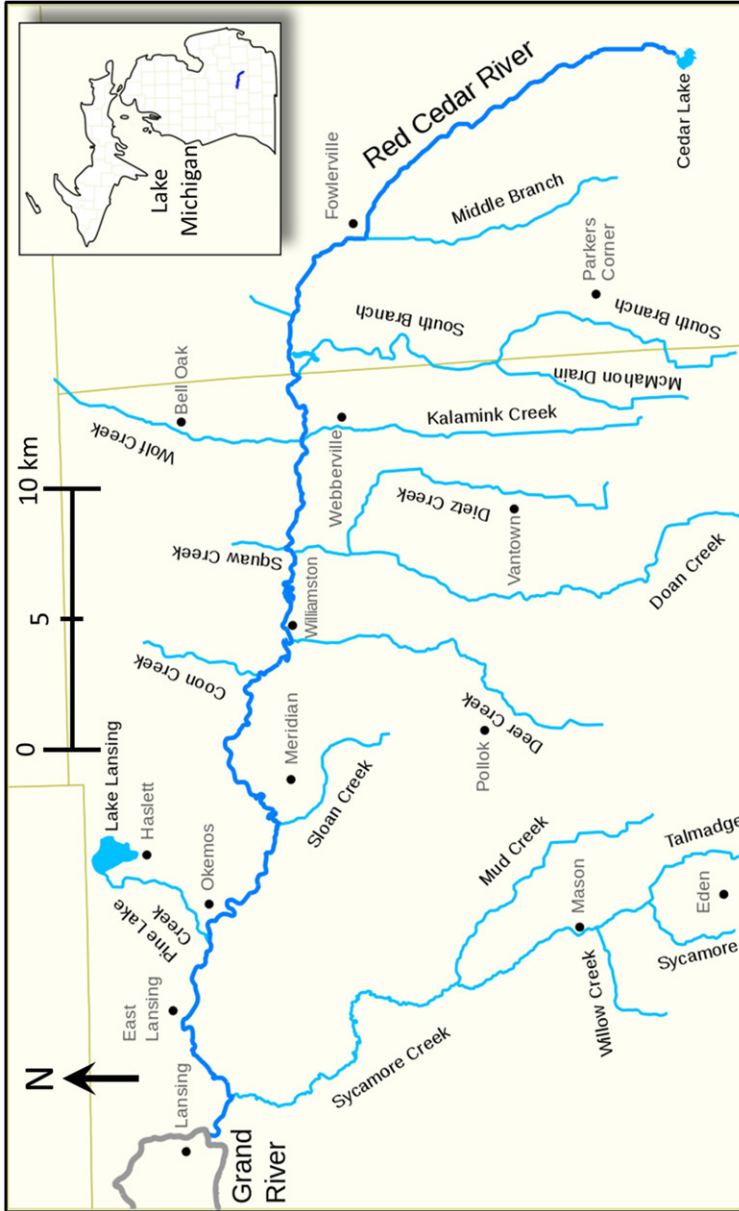 N
0
5
10 km
Lake
Michigan
Lansing
Grand
River
East
Lansing
Pine Lake
Creek
Lake Lansing
Haslett
Okemos
Meridian
Coon Creek
Williamston
Squaw Creek
Wolf Creek
Bell Oak
Webberville
Fowlerville
Red Cedar River
Cedar Lake
Middle Branch
Parkers
Corner
South Branch
South Branch
McMahon Drain
Kalamink Creek
Dietz Creek
Vantown
Doan Creek
Deer Creek
Pollok
Sloan Creek
Mud Creek
Mason
Sycamore Creek
Willow Creek
Talmadge
Eden
Sycamore